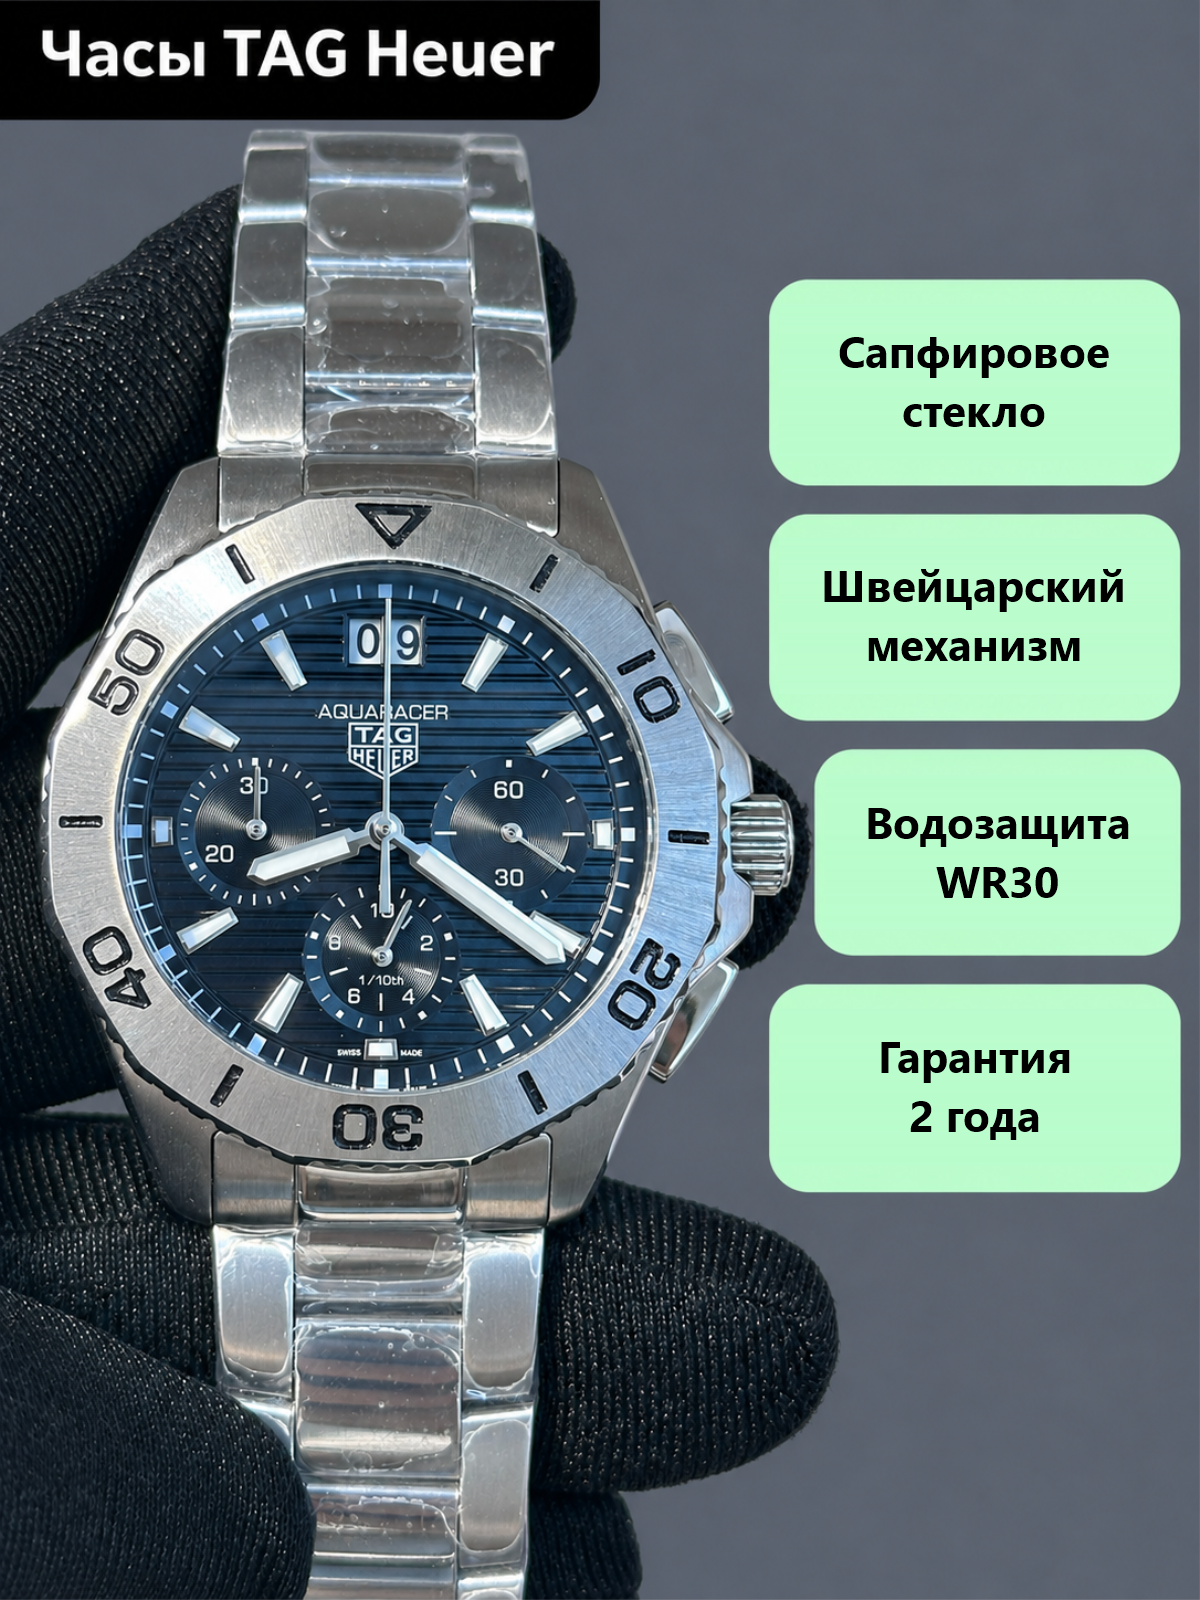 Часы TAG Heuer
Сапфировое
стекло
Швейцарский
механизм
Водозащита
WR30
Гарантия
2 года
09
AQUARACER
TAG
HEUER
30
20
60
30
10
8
2
6
4
1/10th
SWISS MADE
10
20
30
40
50